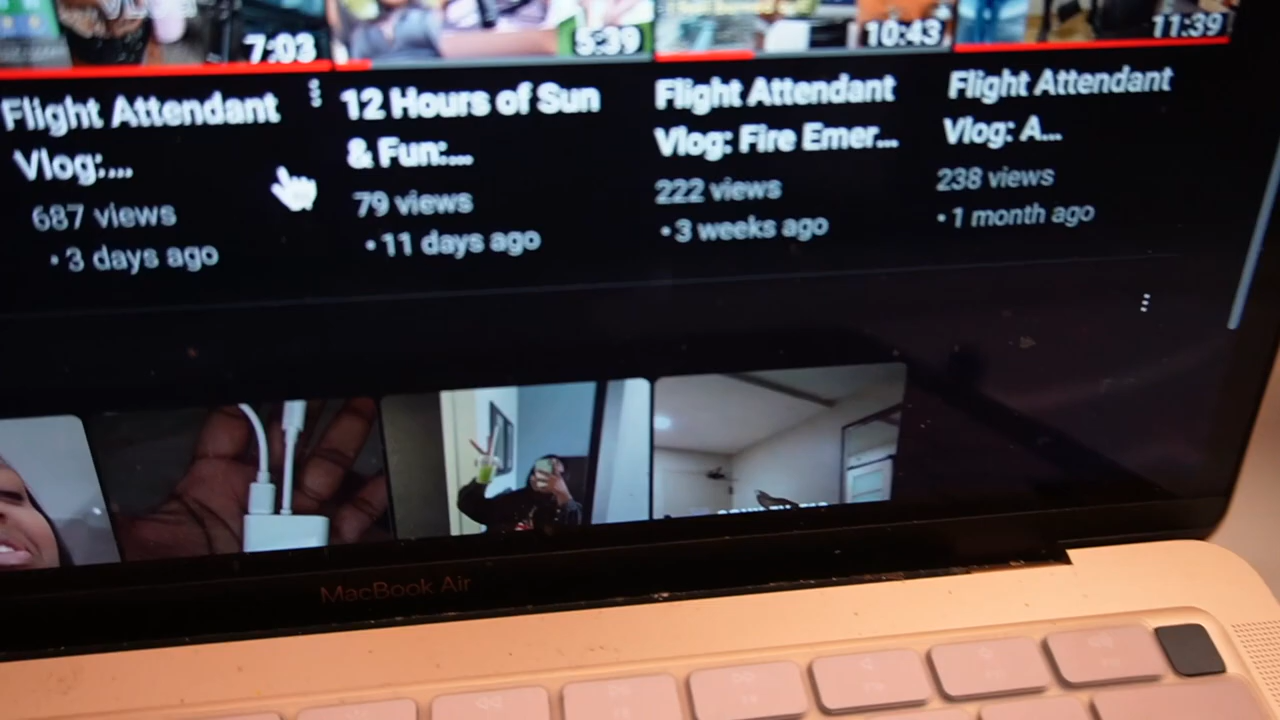 7:03
5:39
10:43
11:39
Flight Attendant
Vlog:....
687 views
• 3 days ago
12 Hours of Sun
& Fun:...
79 views
• 11 days ago
Flight Attendant
Vlog: Fire Emer...
222 views
• 3 weeks ago
Flight Attendant
Vlog: A...
238 views
• 1 month ago
MacBook Air